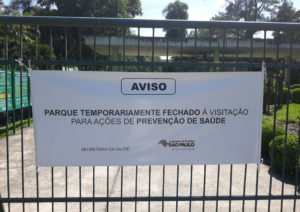 AVISO
PARQUE TEMPORARIAMENTE FECHADO À VISITAÇÃO
PARA AÇÕES DE PREVENÇÃO DE SAÚDE
SECRETARIA DA SAÚDE
SÃO PAULO